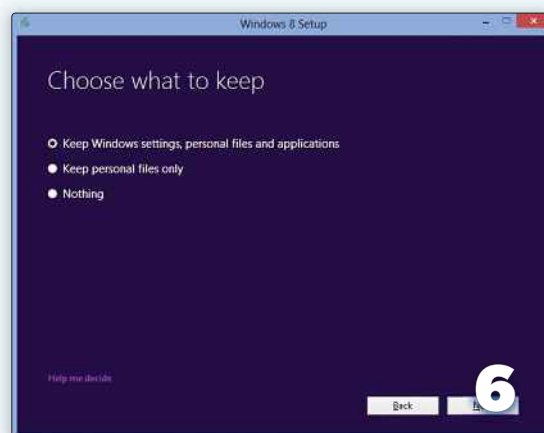 Windows 8 Setup
Choose what to keep
Keep Windows settings, personal files and applications
Keep personal files only
Nothing
Help me decide
Back
6